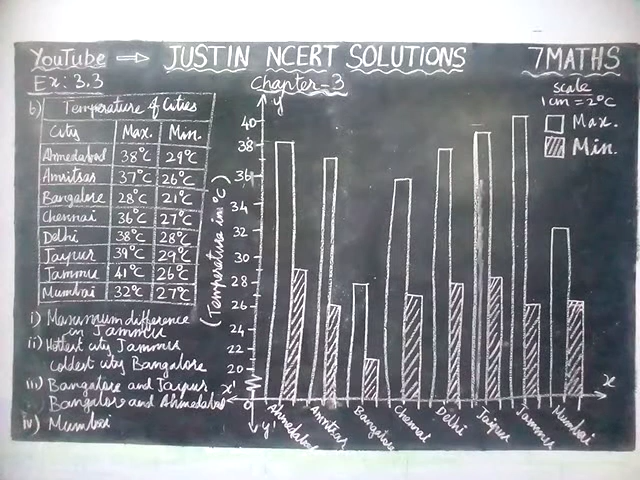 YouTube → JUSTIN NCERT SOLUTIONS 7MATHS
Ex: 3.3 Chapter-3
scale
1cm = 2°C
Max.
Min.
b) Temperature of Cities
City Max. Min.
Ahmedabad 38°C 29°C
Amritsar 37°C 26°C
Bangalore 28°C 21°C
Chennai 36°C 27°C
Delhi 38°C 28°C
Jaipur 39°C 29°C
Jammu 41°C 26°C
Mumbai 32°C 27°C
i) Maximum difference
in Jammu
ii) Hottest city Jammu
coldest city Bangalore
iii) Bangalore and Jaipur,
Bangalore and Ahmedabad
iv) Mumbai
(Temperature in °C)
y
40
38
36
34
32
30
28
26
24
22
20
x' 0 x
y'
Ahmedabad
Amritsar
Bangalore
Chennai
Delhi
Jaipur
Jammu
Mumbai